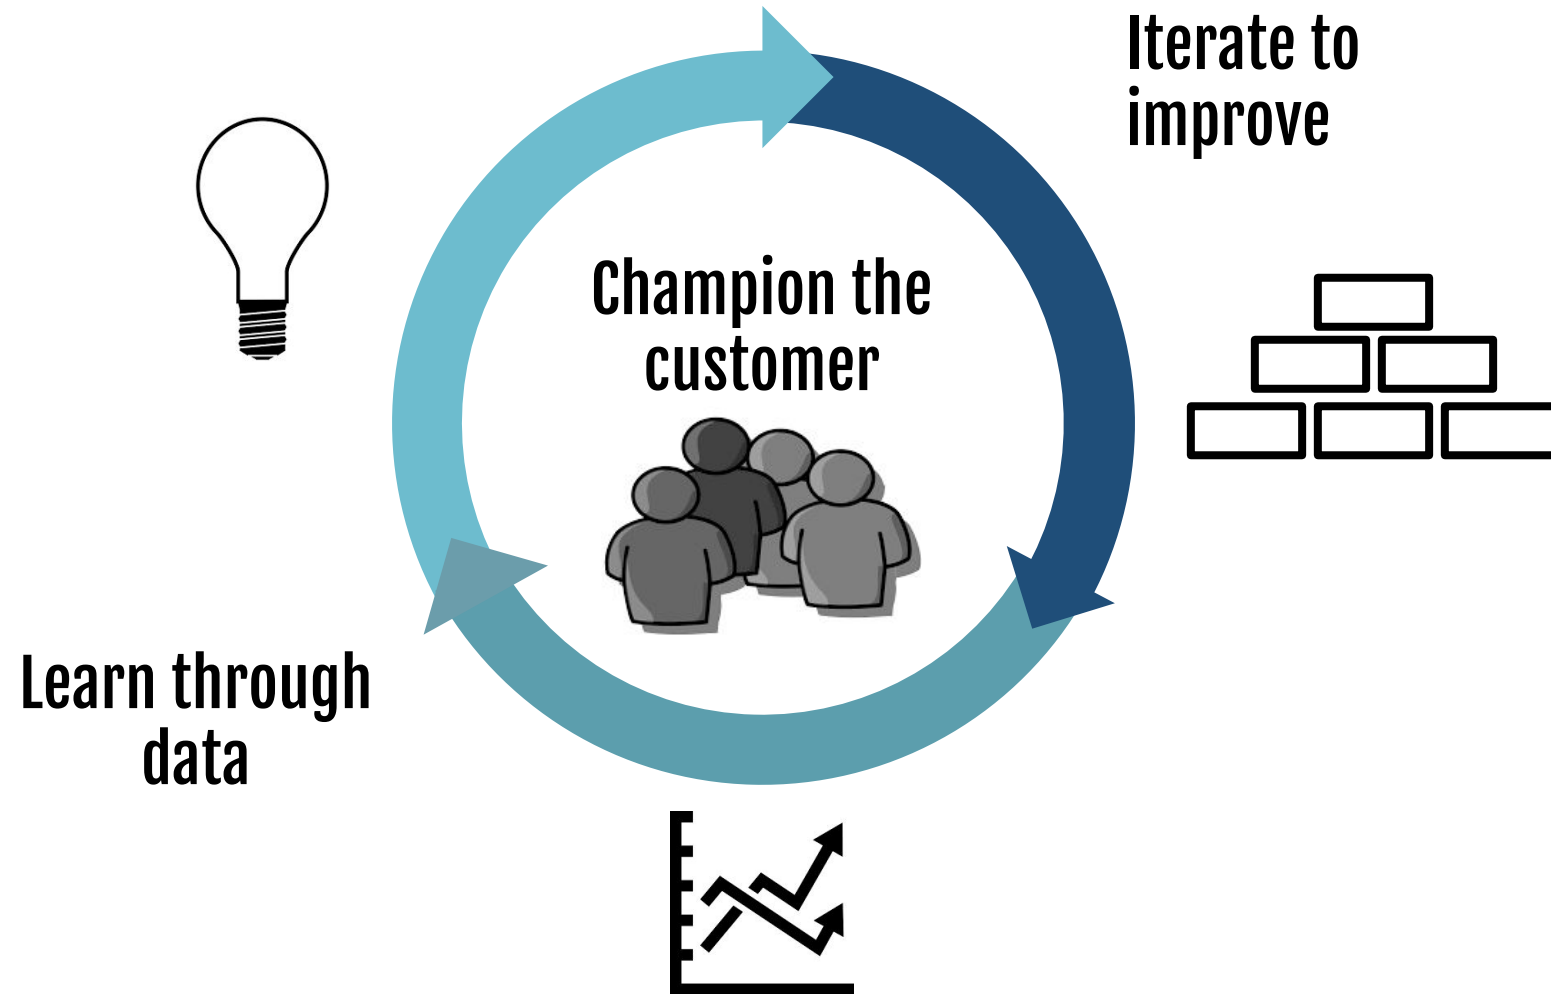 Iterate to
improve
Champion the
customer
Learn through
data